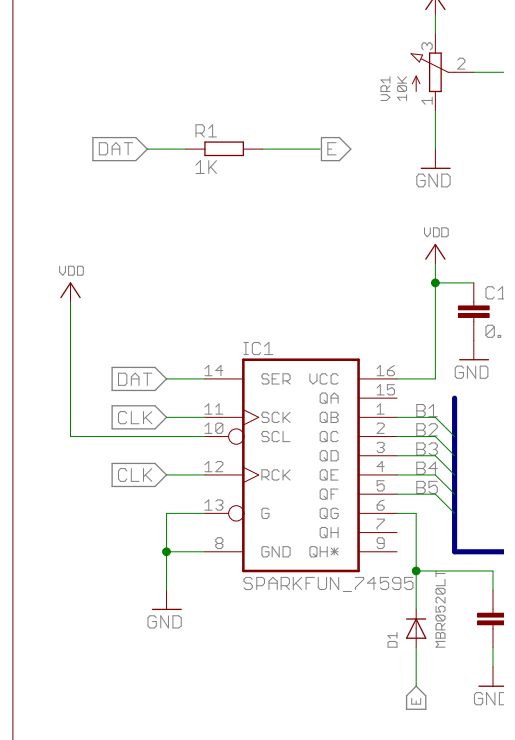 3
2
VR1
10K
1
GND
R1
DAT
E
1K
VDD
VDD
C1
0.
GND
IC1
DAT 14 SER VCC 16
QA 15
CLK 11 SCK QB 1 B1
10 SCL QC 2 B2
QD 3 B3
CLK 12 RCK QE 4 B4
QF 5 B5
13 G QG 6
QH 7
8 GND QH* 9
SPARKFUN_74595
GND
D1
MBR0520LT
E
GND